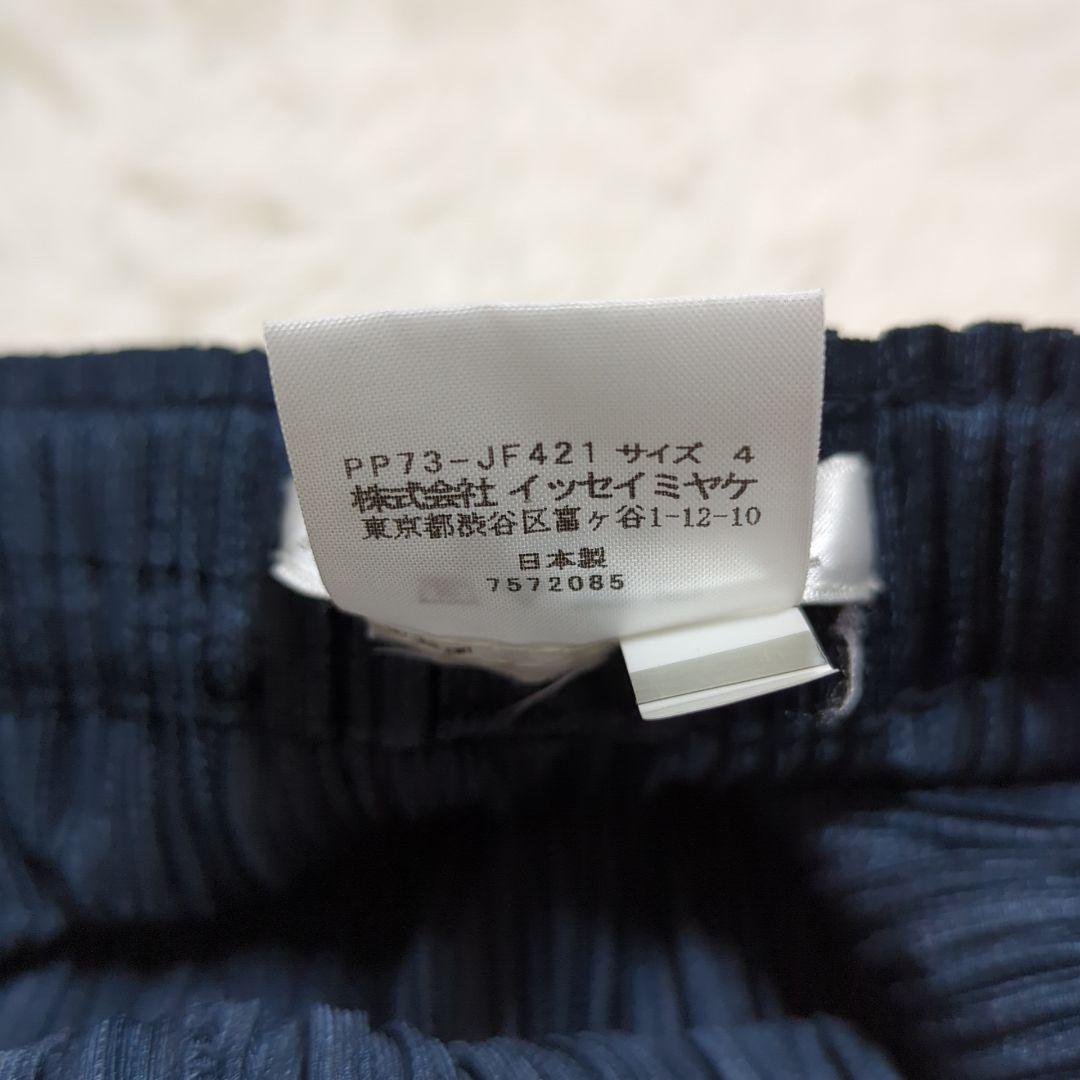 PP73-JF421 サイズ 4
株式会社 イッセイミヤケ
東京都渋谷区富ヶ谷1-12-10
日本製
7572085